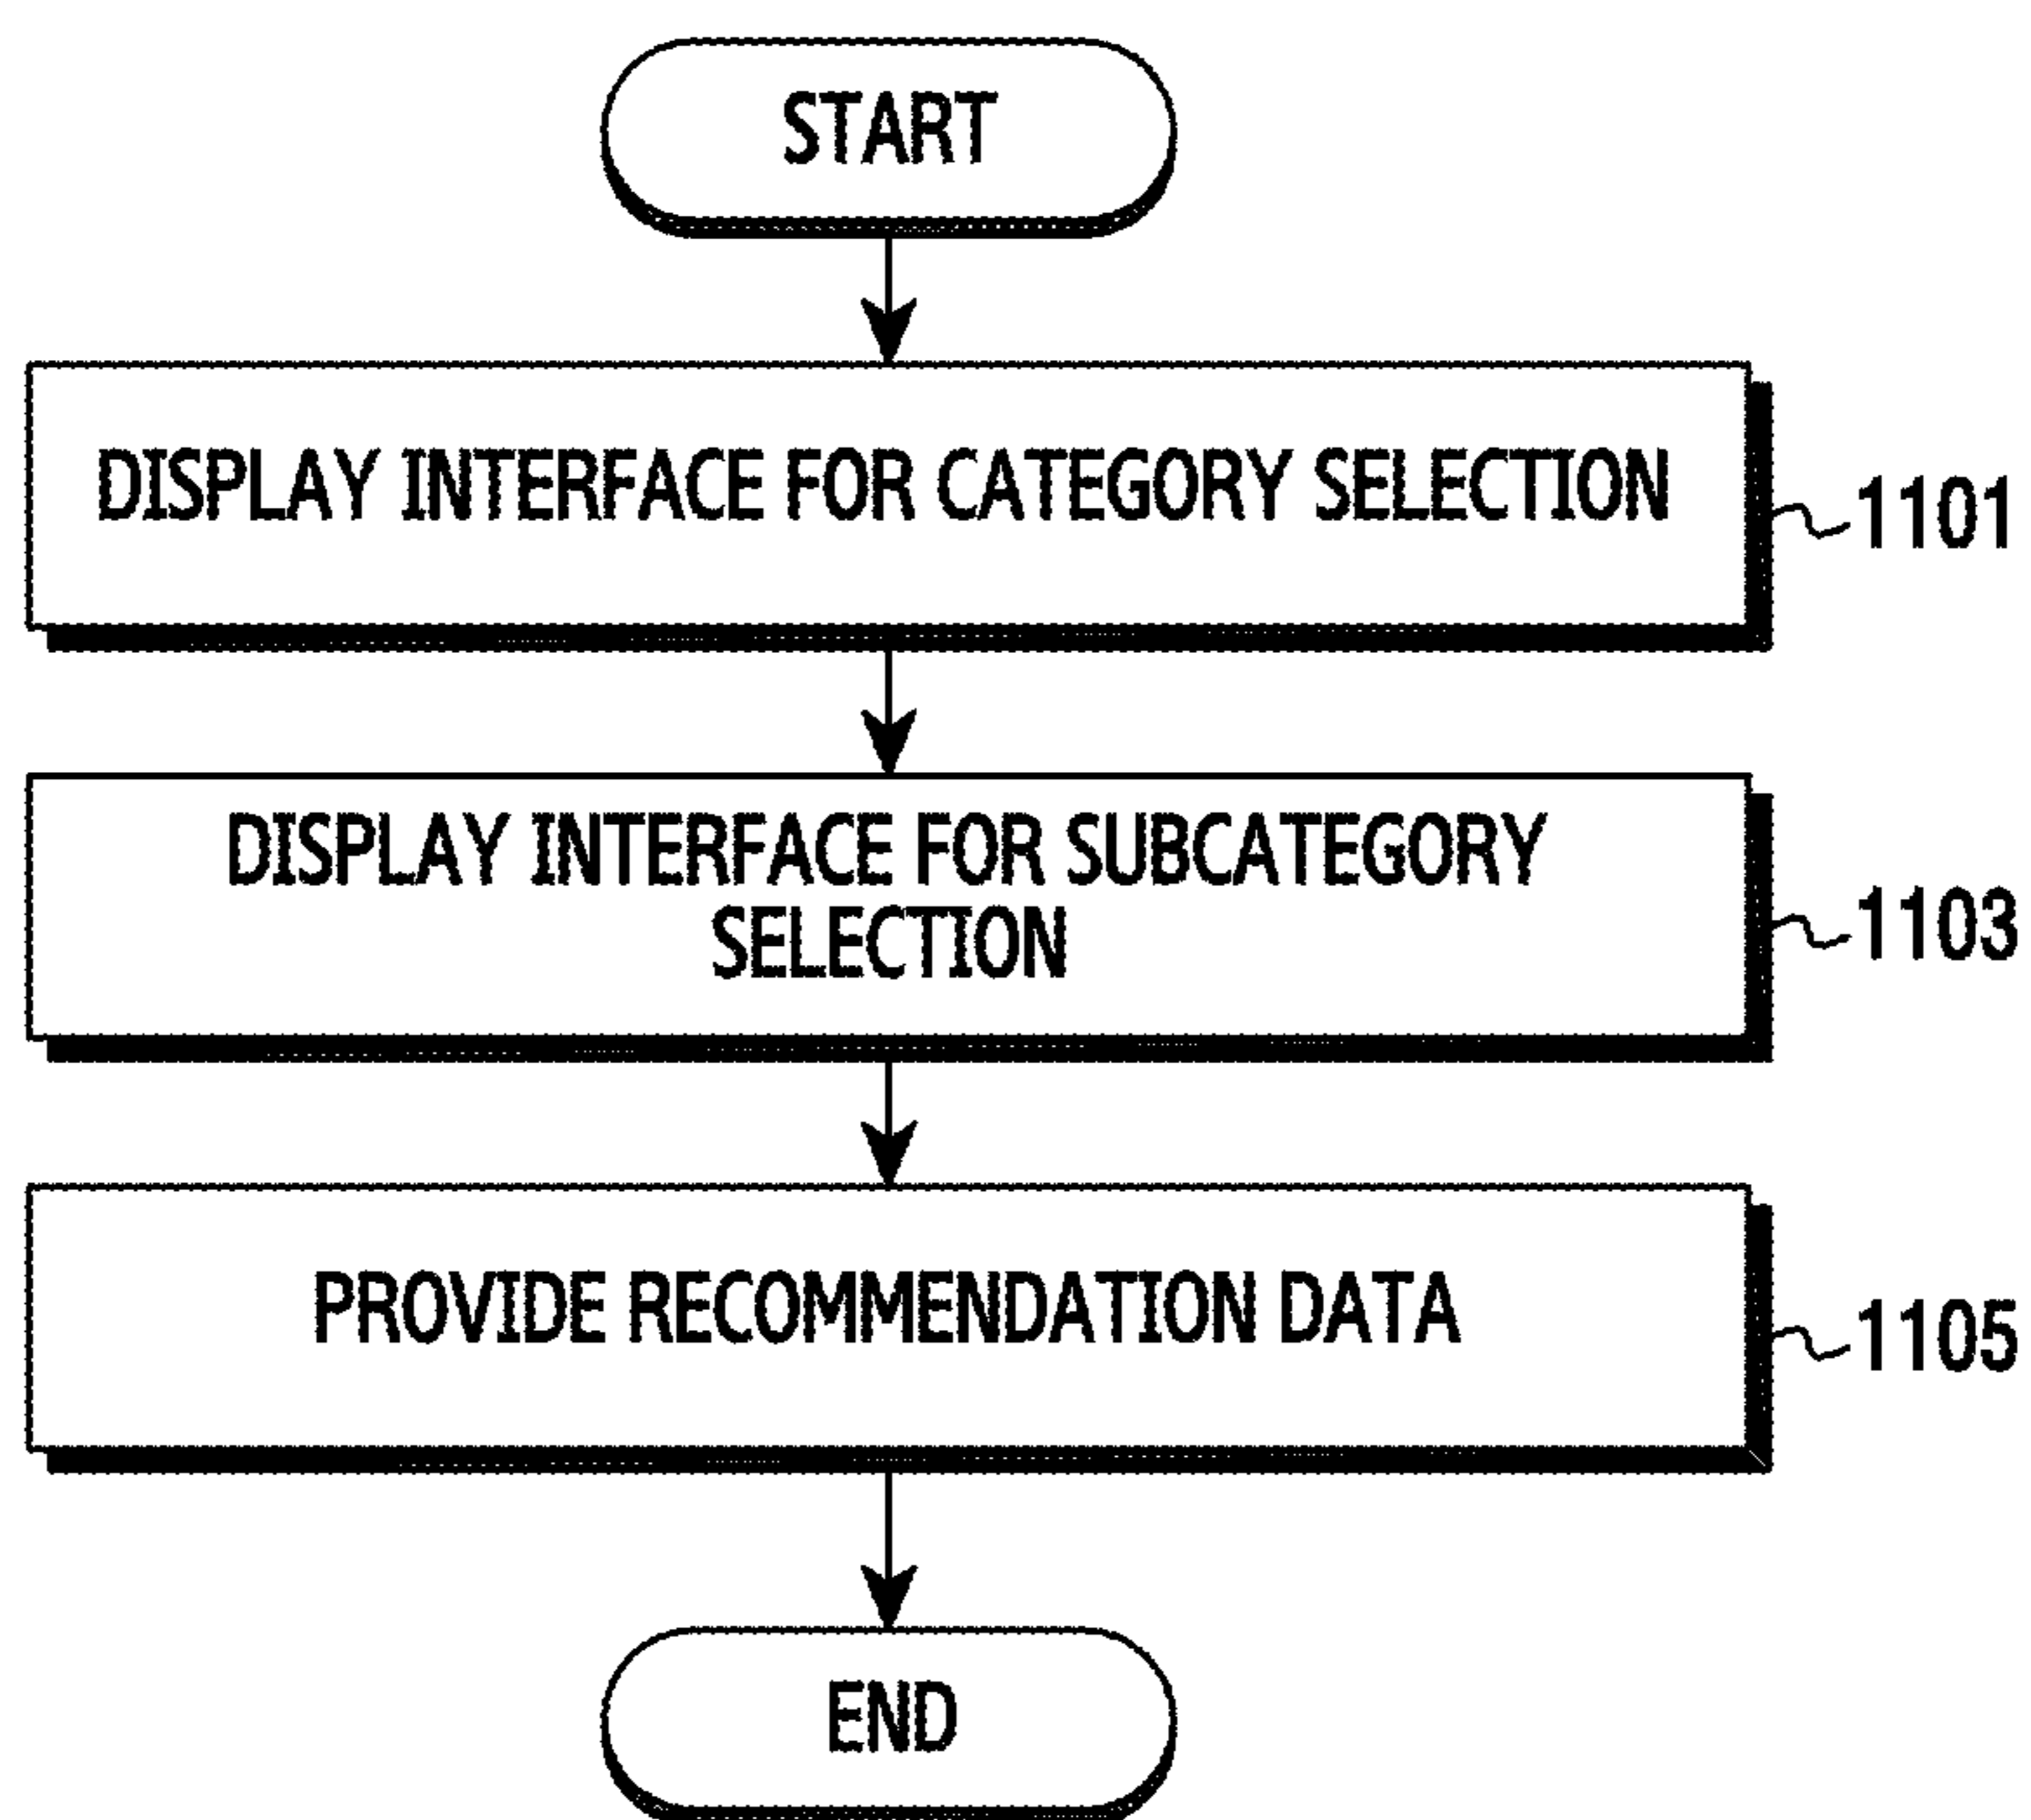 START
DISPLAY INTERFACE FOR CATEGORY SELECTION
1101
DISPLAY INTERFACE FOR SUBCATEGORY
SELECTION
1103
PROVIDE RECOMMENDATION DATA
1105
END